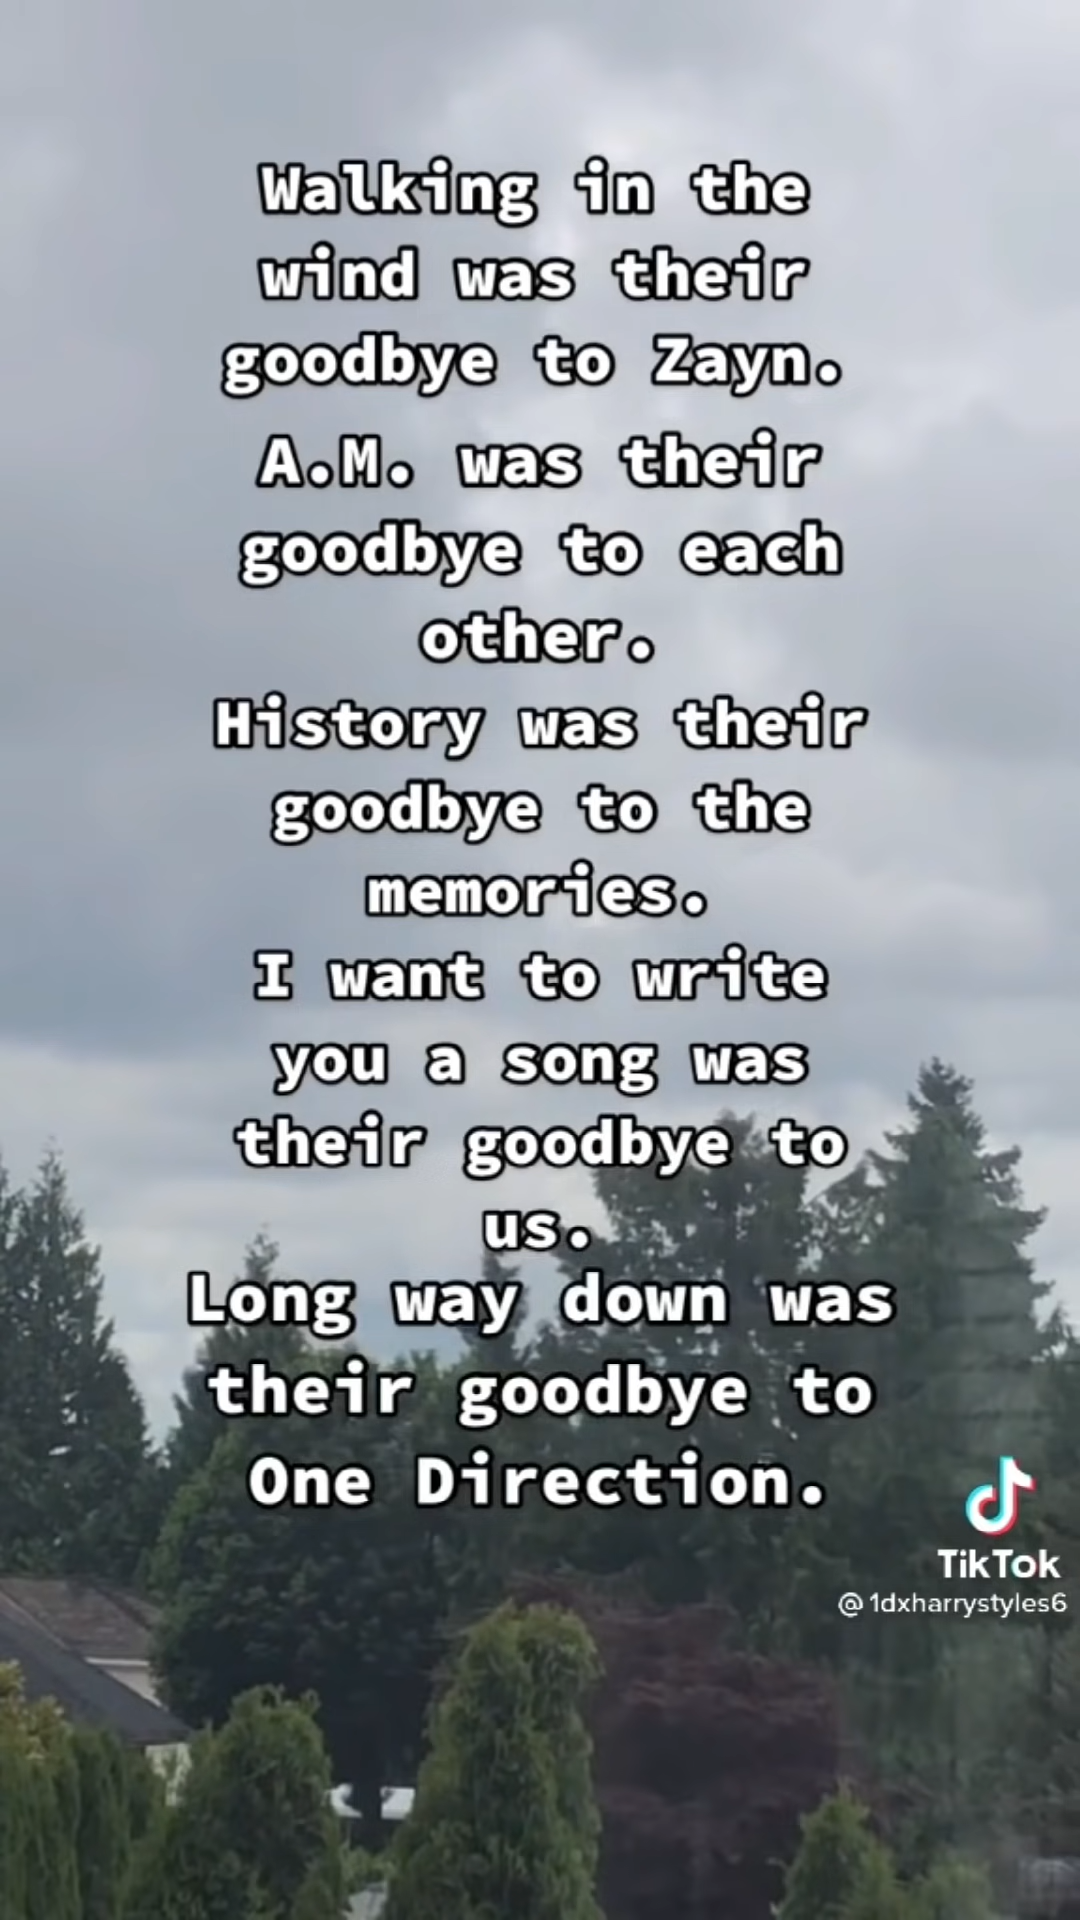 Walking in the
wind was their
goodbye to Zayn.
A.M. was their
goodbye to each
other.
History was their
goodbye to the
memories.
I want to write
you a song was
their goodbye to
us.
Long way down was
their goodbye to
One Direction.
TikTok
@1dxharrystyles6